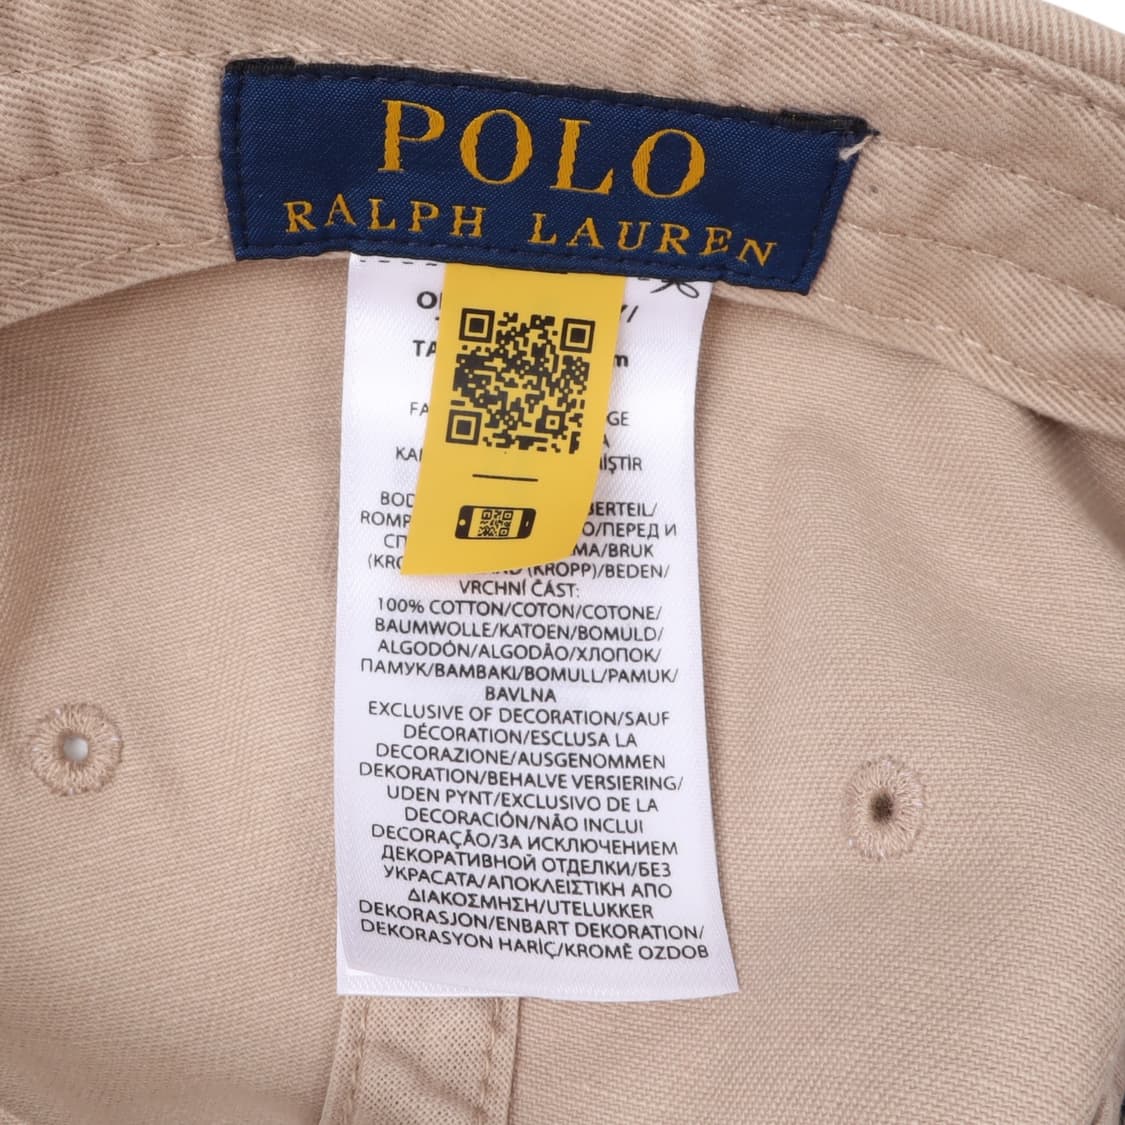 POLO
RALPH LAUREN
100% COTTON/COTON/COTONE/
BAUMWOLLE/KATOEN/BOMULD/
ALGODÓN/ALGODÃO/ХЛОПОК/
ПАМУК/ΒΑΜΒΑΚΙ/BOMULL/PAMUK/
BAVLNA
EXCLUSIVE OF DECORATION/SAUF
DÉCORATION/ESCLUSA LA
DECORAZIONE/AUSGENOMMEN
DEKORATION/BEHALVE VERSIERING/
UDEN PYNT/EXCLUSIVO DE LA
DECORACIÓN/NÃO INCLUI
DECORAÇÃO/ЗА ИСКЛЮЧЕНИЕМ
ДЕКОРАТИВНОЙ ОТДЕЛКИ/БЕЗ
УКРАСАТА/ΑΠΟΚΛΕΙΣΤΙΚΗ ΑΠΟ
ΔΙΑΚΟΣΜΗΣΗ/UTELUKKER
DEKORASJON/ENBART DEKORATION/
DEKORASYON HARİÇ/KROMĚ OZDOB
(KROPP)/BEDEN/
VRCHNÍ ČÁST: